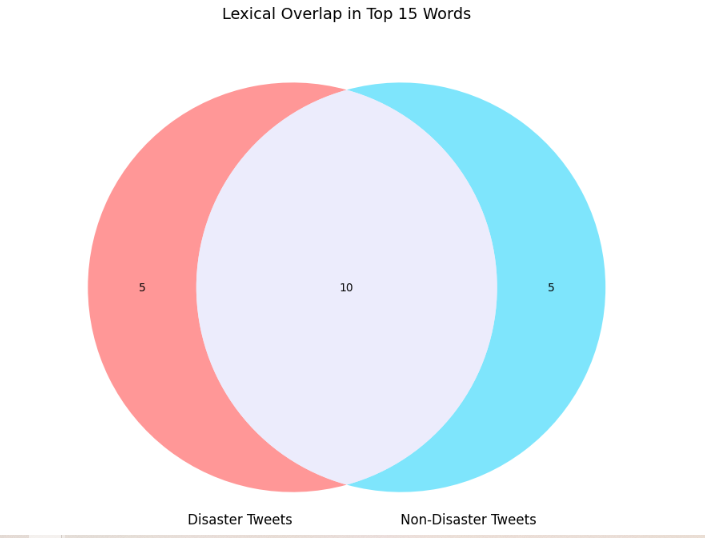 Lexical Overlap in Top 15 Words
5
10
5
Disaster Tweets
Non-Disaster Tweets